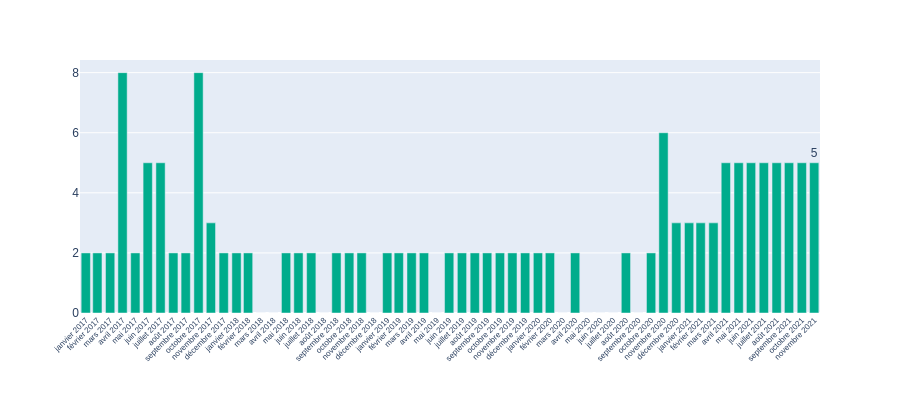 8
6
4
2
0
5
janvier 2017
février 2017
mars 2017
avril 2017
mai 2017
juin 2017
juillet 2017
août 2017
septembre 2017
octobre 2017
novembre 2017
décembre 2017
janvier 2018
février 2018
mars 2018
avril 2018
mai 2018
juin 2018
juillet 2018
août 2018
septembre 2018
octobre 2018
novembre 2018
décembre 2018
janvier 2019
février 2019
mars 2019
avril 2019
mai 2019
juin 2019
juillet 2019
août 2019
septembre 2019
octobre 2019
novembre 2019
décembre 2019
janvier 2020
février 2020
mars 2020
avril 2020
mai 2020
juin 2020
juillet 2020
août 2020
septembre 2020
octobre 2020
novembre 2020
décembre 2020
janvier 2021
février 2021
mars 2021
avril 2021
mai 2021
juin 2021
juillet 2021
août 2021
septembre 2021
octobre 2021
novembre 2021